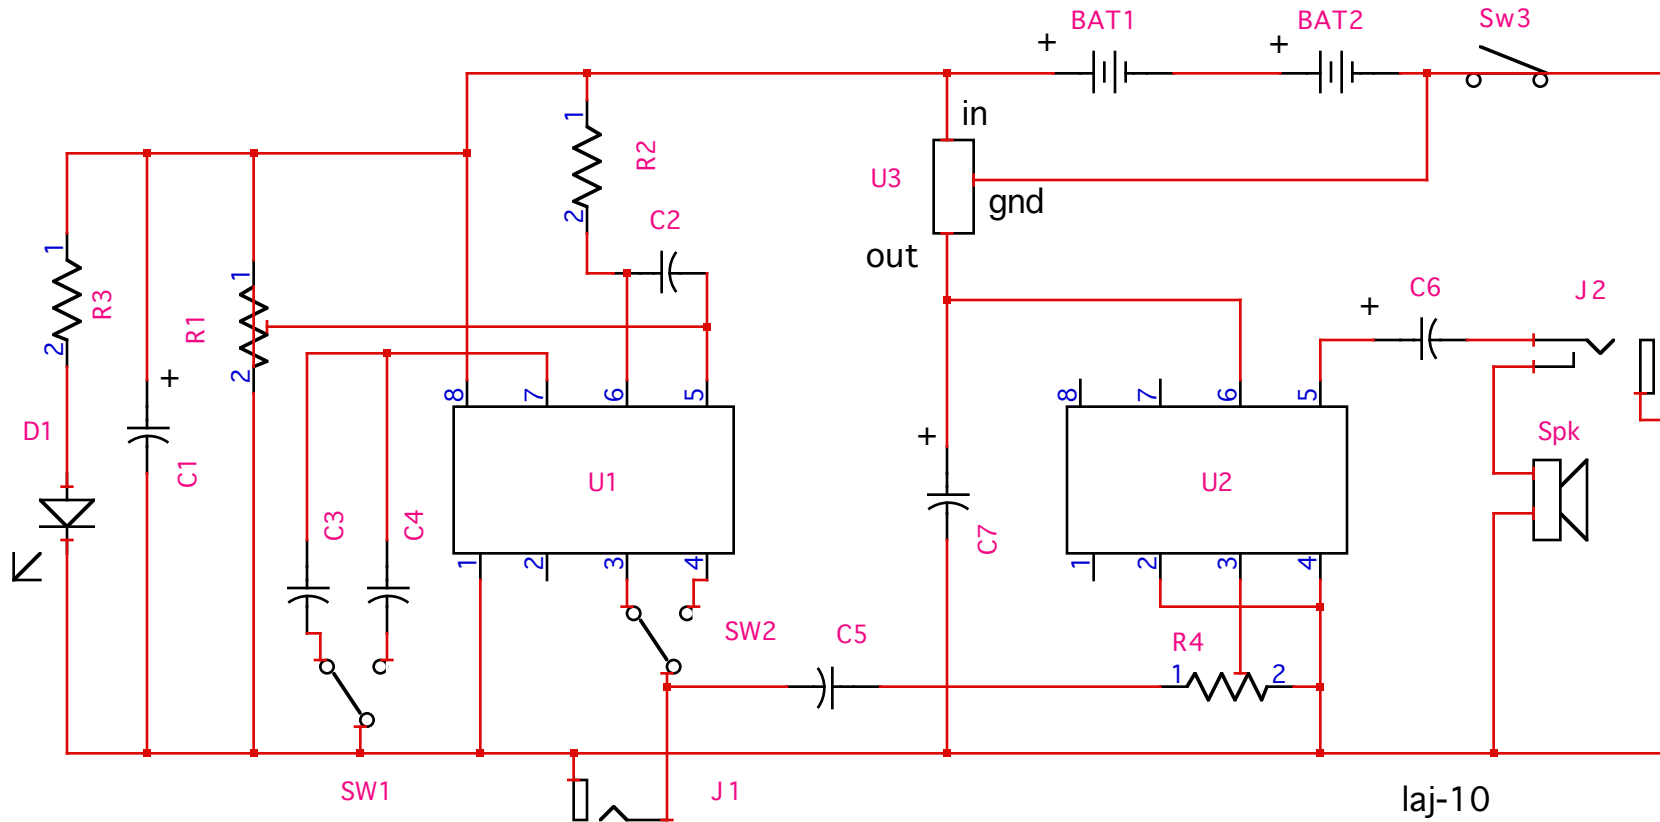 BAT1
BAT2
Sw3
+
+
in
1
R2
U3
gnd
2
C2
out
1
R3
2
1
R1
2
+
C6
J2
+
D1
+
C1
8
7
6
5
8
7
6
5
U1
U2
Spk
C3
C4
C7
1
2
3
4
1
2
3
4
SW2
C5
R4
1
2
SW1
J1
laj-10